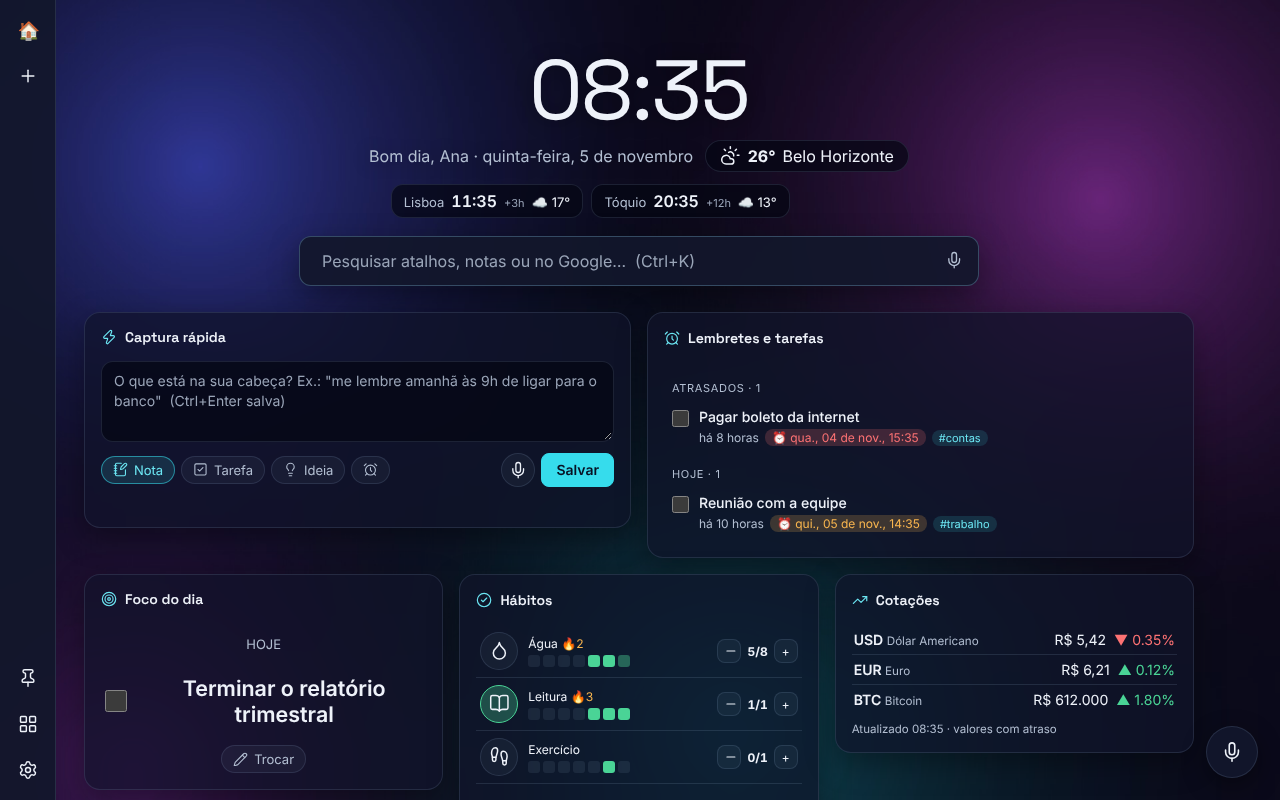 08:35
Bom dia, Ana · quinta-feira, 5 de novembro
26° Belo Horizonte
Lisboa 11:35 +3h ☁️ 17°
Tóquio 20:35 +12h ☁️ 13°
Pesquisar atalhos, notas ou no Google... (Ctrl+K)
Captura rápida
O que está na sua cabeça? Ex.: "me lembre amanhã às 9h de ligar para o
banco" (Ctrl+Enter salva)
Nota
Tarefa
Ideia
Salvar
Lembretes e tarefas
ATRASADOS · 1
Pagar boleto da internet
há 8 horas ⏰ qua., 04 de nov., 15:35 #contas
HOJE · 1
Reunião com a equipe
há 10 horas ⏰ qui., 05 de nov., 14:35 #trabalho
Foco do dia
HOJE
Terminar o relatório
trimestral
Trocar
Hábitos
Água 🔥2
— 5/8 +
Leitura 🔥3
— 1/1 +
Exercício
— 0/1 +
Cotações
USD Dólar Americano R$ 5,42 ▼ 0.35%
EUR Euro R$ 6,21 ▲ 0.12%
BTC Bitcoin R$ 612.000 ▲ 1.80%
Atualizado 08:35 · valores com atraso